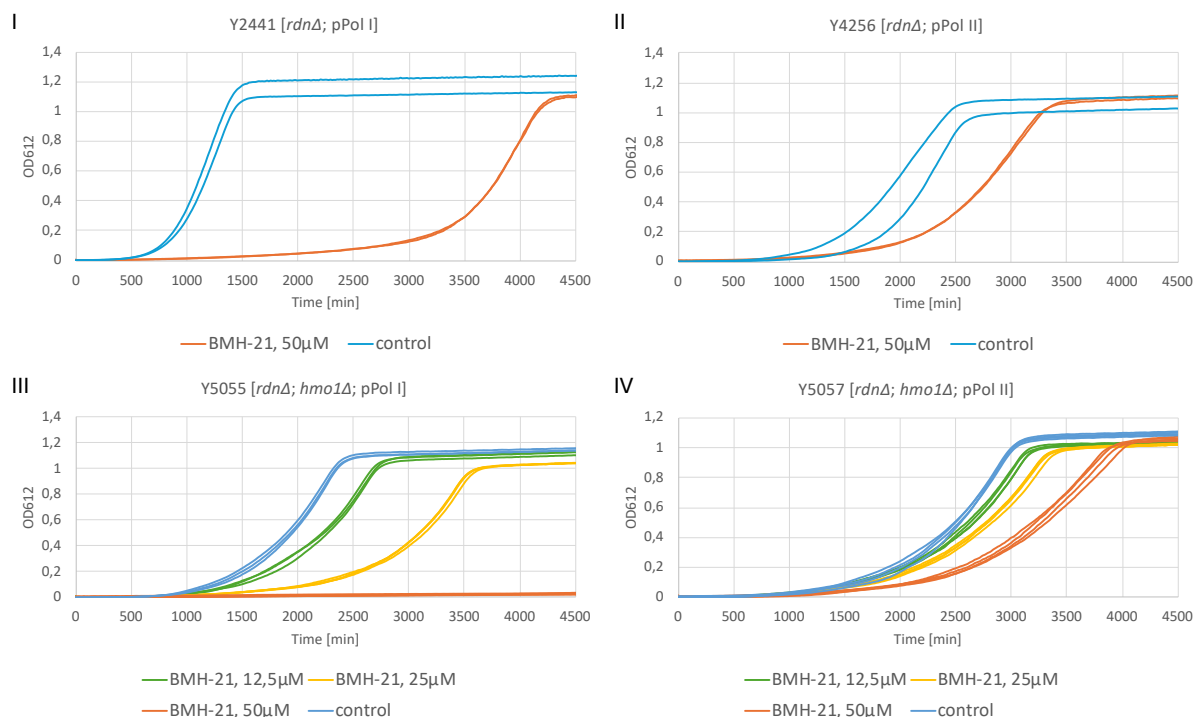 I
Y2441 [rdnΔ; pPol I]
1,4
1,2
1
0,8
0,6
0,4
0,2
0
OD612
0 500 1000 1500 2000 2500 3000 3500 4000 4500
Time [min]
BMH-21, 50µM control
II
Y4256 [rdnΔ; pPol II]
1,4
1,2
1
0,8
0,6
0,4
0,2
0
OD612
0 500 1000 1500 2000 2500 3000 3500 4000 4500
Time [min]
BMH-21, 50µM control
III
Y5055 [rdnΔ; hmo1Δ; pPol I]
1,4
1,2
1
0,8
0,6
0,4
0,2
0
OD612
0 500 1000 1500 2000 2500 3000 3500 4000 4500
Time [min]
BMH-21, 12,5µM BMH-21, 25µM
BMH-21, 50µM control
IV
Y5057 [rdnΔ; hmo1Δ; pPol II]
1,2
1
0,8
0,6
0,4
0,2
0
OD612
0 500 1000 1500 2000 2500 3000 3500 4000 4500
Time [min]
BMH-21, 12,5µM BMH-21, 25µM
BMH-21, 50µM control